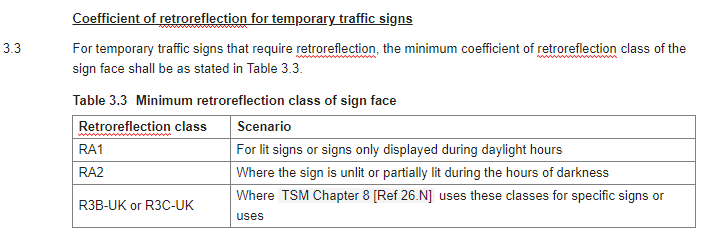 Coefficient of retroreflection for temporary traffic signs
3.3 For temporary traffic signs that require retroreflection, the minimum coefficient of retroreflection class of the
sign face shall be as stated in Table 3.3.
Table 3.3 Minimum retroreflection class of sign face
Retroreflection class Scenario
RA1 For lit signs or signs only displayed during daylight hours
RA2 Where the sign is unlit or partially lit during the hours of darkness
R3B-UK or R3C-UK Where TSM Chapter 8 [Ref 26.N] uses these classes for specific signs or
uses